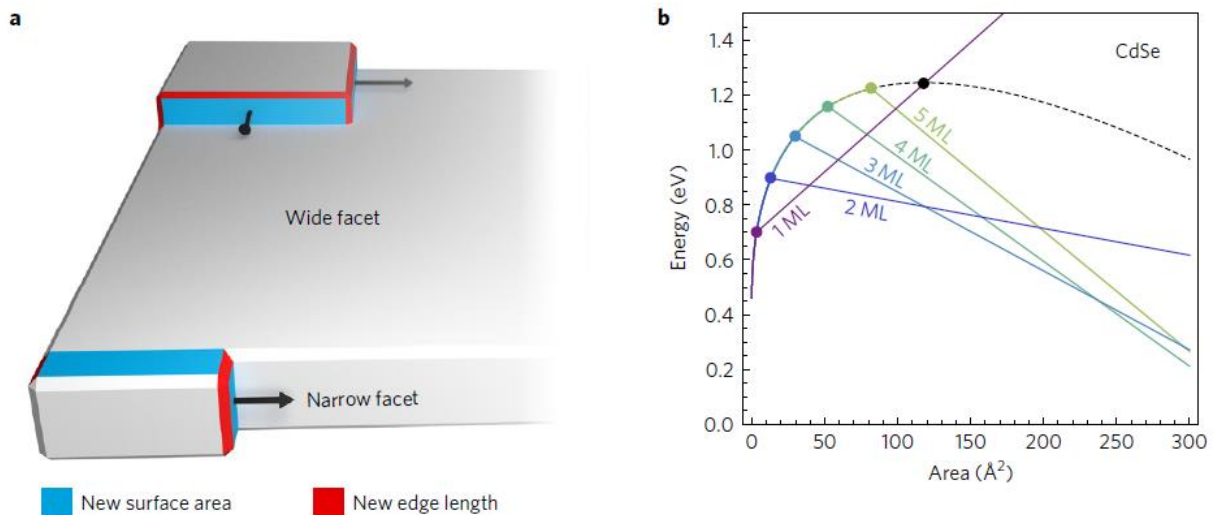 a
Wide facet
Narrow facet
New surface area
New edge length
b
CdSe
1.4
1.2
1.0
0.8
0.6
0.4
0.2
0.0
Energy (eV)
5 ML
4 ML
3 ML
2 ML
1 ML
0 50 100 150 200 250 300
Area (Å²)